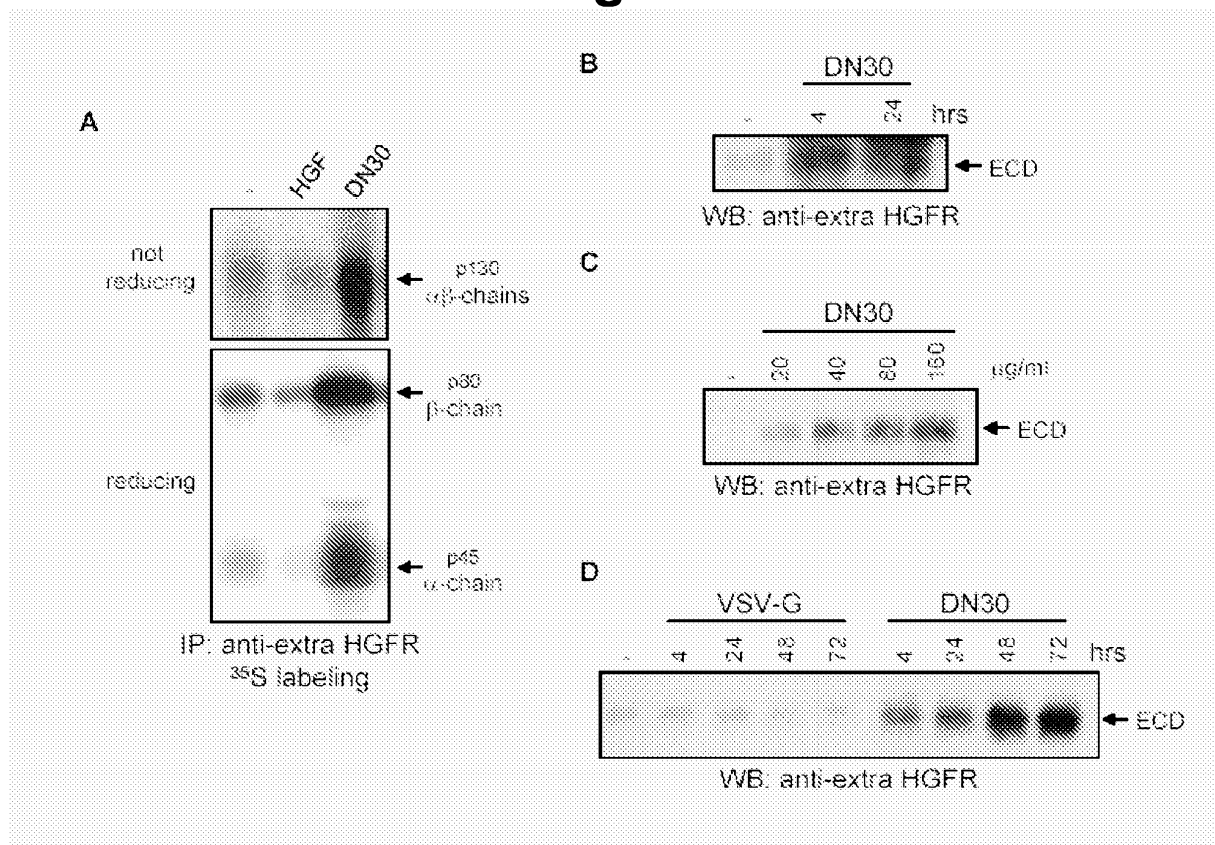 g
A
-
HGF
DN30
not
reducing
p130
αβ-chains
p80
β-chain
reducing
p45
α-chain
IP: anti-extra HGFR
³⁵S labeling
B
DN30
-
4
24
hrs
ECD
WB: anti-extra HGFR
C
DN30
-
20
40
80
160
µg/ml
ECD
WB: anti-extra HGFR
D
VSV-G
DN30
-
4
24
48
72
4
24
48
72
hrs
ECD
WB: anti-extra HGFR